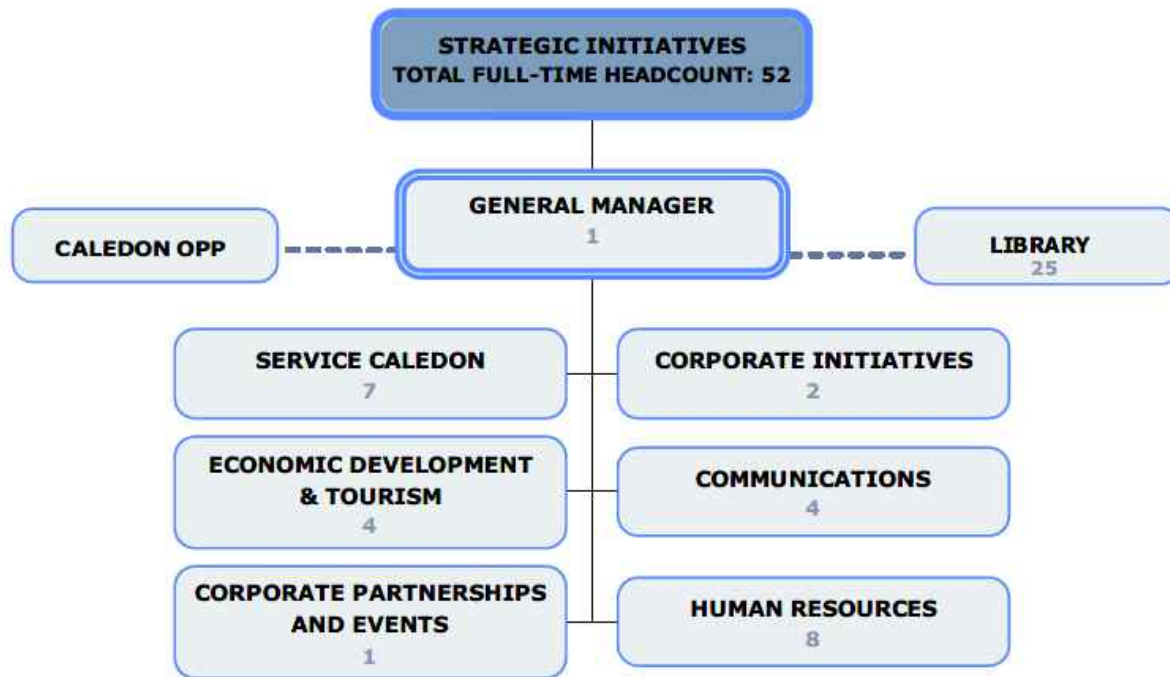 STRATEGIC INITIATIVES
TOTAL FULL-TIME HEADCOUNT: 52
GENERAL MANAGER
1
CALEDON OPP
LIBRARY
25
SERVICE CALEDON
7
CORPORATE INITIATIVES
2
ECONOMIC DEVELOPMENT
& TOURISM
4
COMMUNICATIONS
4
CORPORATE PARTNERSHIPS
AND EVENTS
1
HUMAN RESOURCES
8